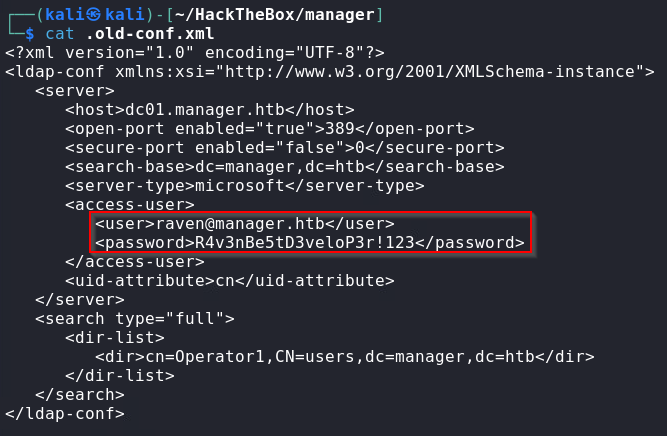 ┌──(kali㉿kali)-[~/HackTheBox/manager]
└─$ cat .old-conf.xml
<?xml version="1.0" encoding="UTF-8"?>
<ldap-conf xmlns:xsi="http://www.w3.org/2001/XMLSchema-instance">
   <server>
      <host>dc01.manager.htb</host>
      <open-port enabled="true">389</open-port>
      <secure-port enabled="false">0</secure-port>
      <search-base>dc=manager,dc=htb</search-base>
      <server-type>microsoft</server-type>
      <access-user>
         <user>raven@manager.htb</user>
         <password>R4v3nBe5tD3veloP3r!123</password>
      </access-user>
      <uid-attribute>cn</uid-attribute>
   </server>
   <search type="full">
      <dir-list>
         <dir>cn=Operator1,CN=users,dc=manager,dc=htb</dir>
      </dir-list>
   </search>
</ldap-conf>